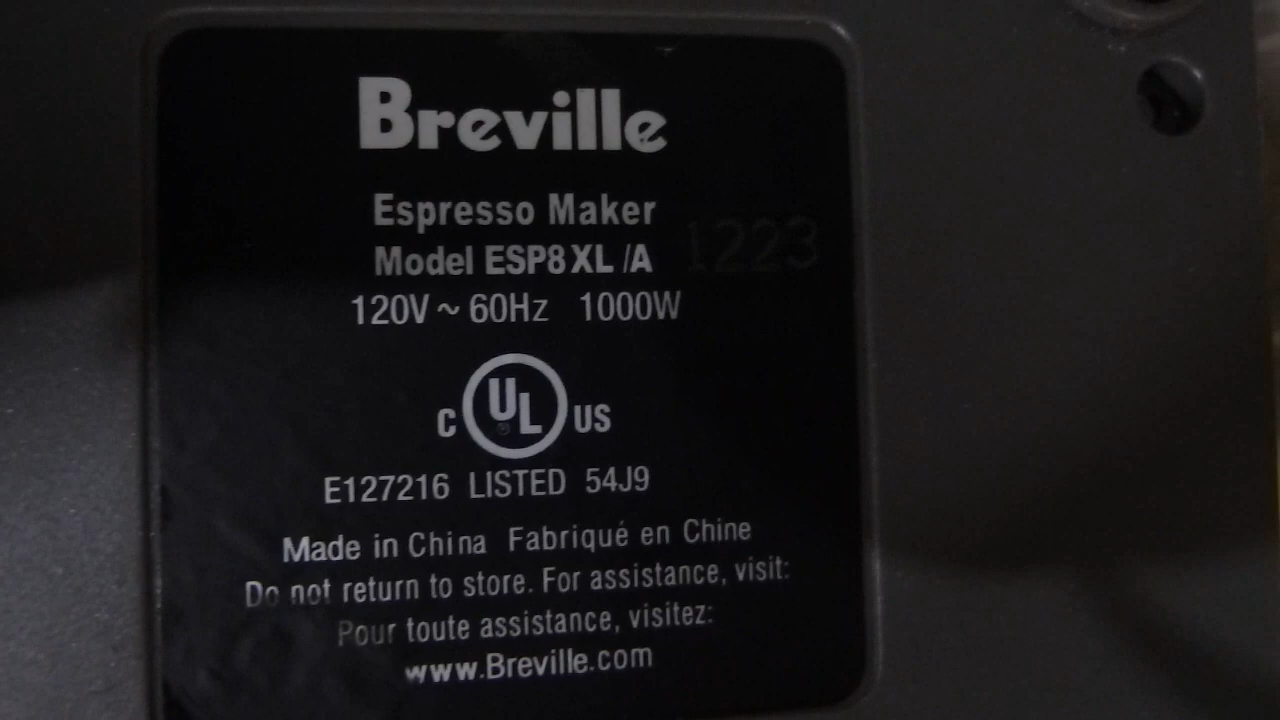 Breville
Espresso Maker
Model ESP8XL /A
1223
120V ~ 60Hz 1000W
C UL US
®
E127216 LISTED 54J9
Made in China Fabriqué en Chine
Do not return to store. For assistance, visit:
Pour toute assistance, visitez:
www.Breville.com